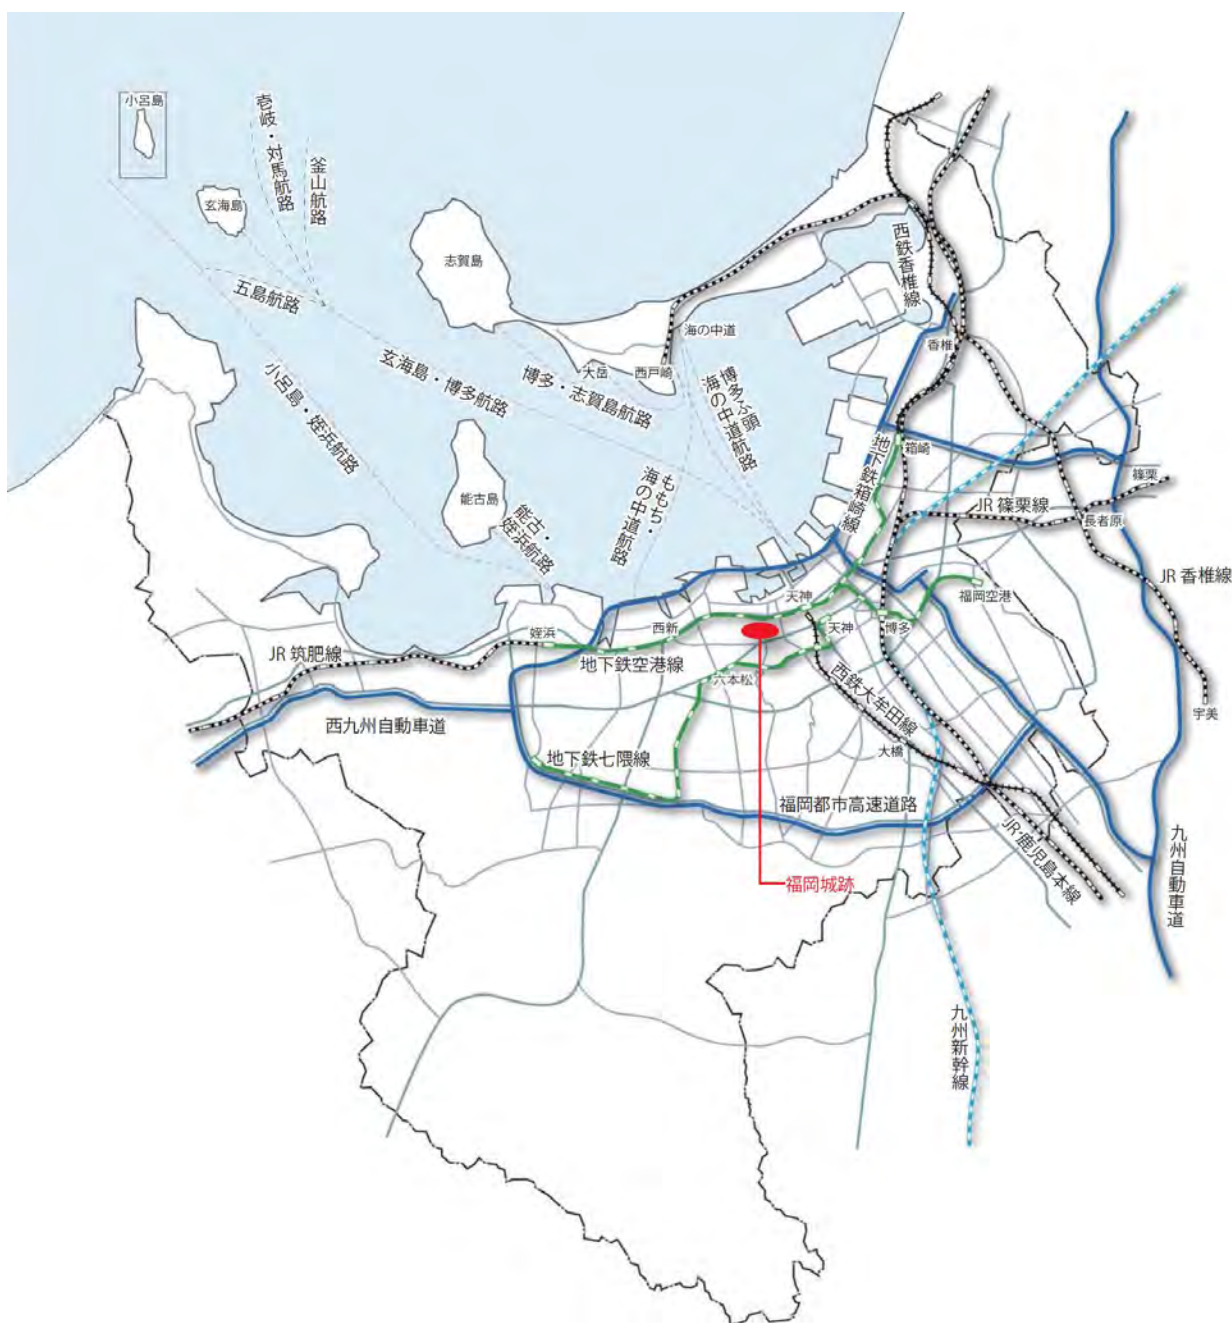 小呂島
壱岐・対馬航路
釜山航路
玄海島
志賀島
西鉄香椎線
五島航路
海の中道
香椎
大岳
西戸崎
玄海島・博多航路
博多・志賀島航路
博多ふ頭
海の中道航路
小呂島・姪浜航路
地下鉄箱崎線
箱崎
篠栗
ももち・
海の中道航路
能古島
能古・
姪浜航路
JR 篠栗線
長者原
JR 香椎線
福岡空港
天神
西新
天神
博多
姪浜
JR 筑肥線
地下鉄空港線
六本松
西鉄大牟田線
宇美
西九州自動車道
大橋
地下鉄七隈線
福岡都市高速道路
JR・鹿児島本線
九州自動車道
福岡城跡
九州新幹線